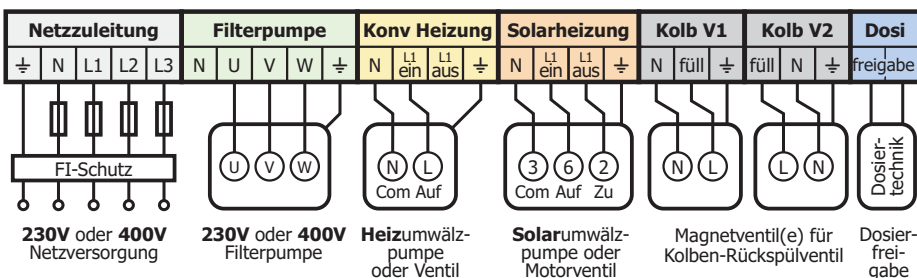 Netzzuleitung Filterpumpe Konv Heizung Solarheizung Kolb V1 Kolb V2 Dosi
⏚ N L1 L2 L3 N U V W ⏚ N L1 ein L1 aus ⏚ N L1 ein L1 aus ⏚ N füll ⏚ füll N ⏚ freigabe
FI-Schutz U V W N L 3 6 2 N L L N Dosier-
technik
Com Auf Com Auf Zu
230V oder 400V 230V oder 400V Heizumwälz- Solarumwälz- Magnetventil(e) für Dosier-
Netzversorgung Filterpumpe pumpe pumpe oder Kolben-Rückspülventil frei-
oder Ventil Motorventil gabe